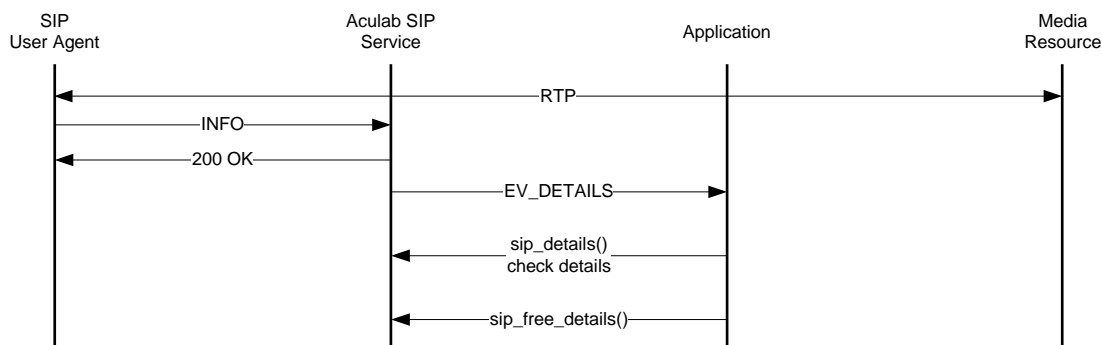 SIP
User Agent
Aculab SIP
Service
Application
Media
Resource
RTP
INFO
200 OK
EV_DETAILS
sip_details()
check details
sip_free_details()